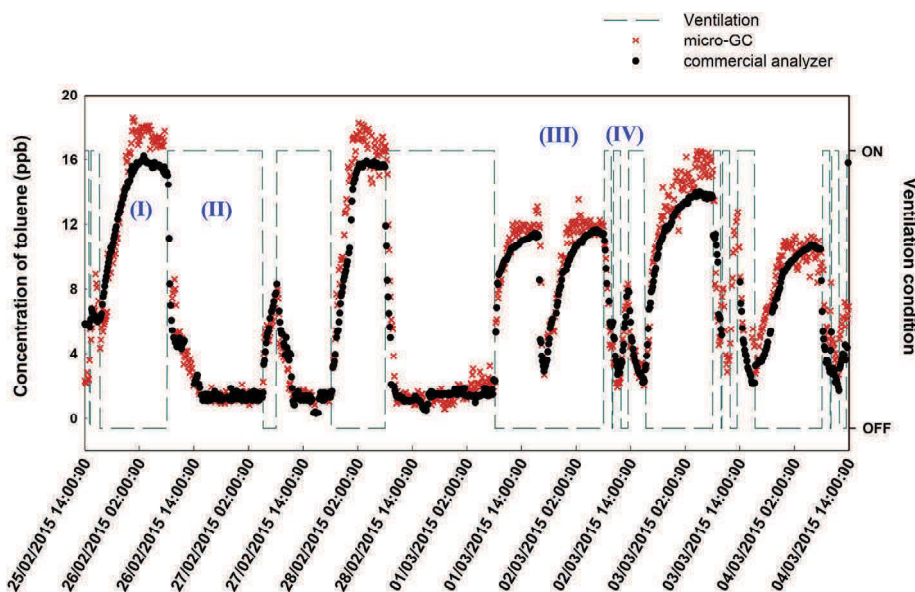 Ventilation
micro-GC
commercial analyzer
Concentration of toluene (ppb)
20
16
12
8
4
0
(I)
(II)
(III)
(IV)
ON
OFF
Ventilation condition
25/02/2015 14:00:00
26/02/2015 02:00:00
26/02/2015 14:00:00
27/02/2015 02:00:00
27/02/2015 14:00:00
28/02/2015 02:00:00
28/02/2015 14:00:00
01/03/2015 02:00:00
01/03/2015 14:00:00
02/03/2015 02:00:00
02/03/2015 14:00:00
03/03/2015 02:00:00
03/03/2015 14:00:00
04/03/2015 02:00:00
04/03/2015 14:00:00